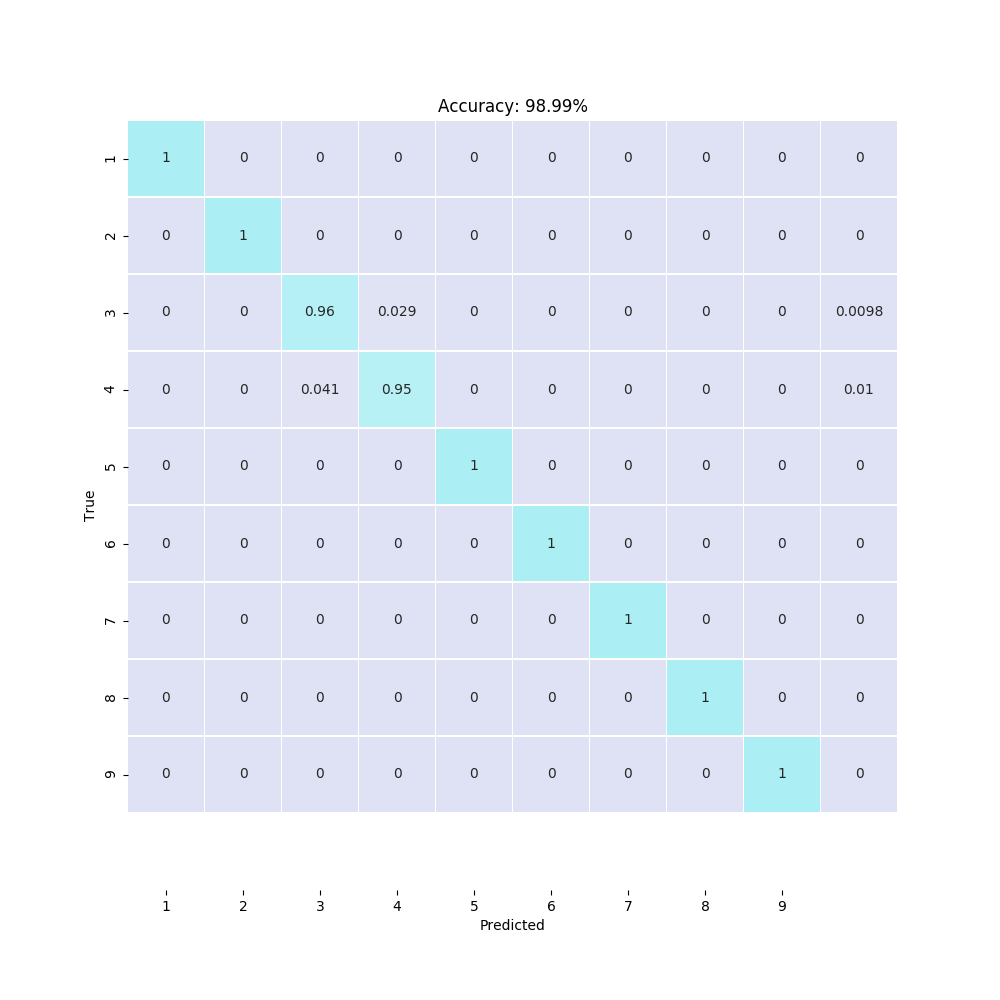 Accuracy: 98.99%
1 1 0 0 0 0 0 0 0 0 0
2 0 1 0 0 0 0 0 0 0 0
3 0 0 0.96 0.029 0 0 0 0 0 0.0098
4 0 0 0.041 0.95 0 0 0 0 0 0.01
5 0 0 0 0 1 0 0 0 0 0
True
6 0 0 0 0 0 1 0 0 0 0
7 0 0 0 0 0 0 1 0 0 0
8 0 0 0 0 0 0 0 1 0 0
9 0 0 0 0 0 0 0 0 1 0
1 2 3 4 5 6 7 8 9
Predicted